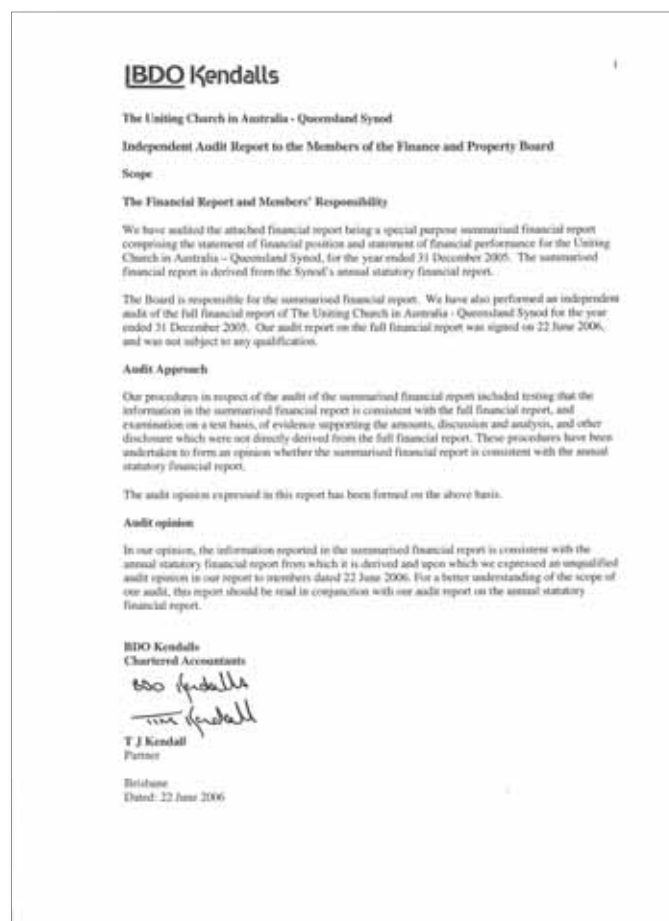 1
BDO Kendalls
The Uniting Church in Australia - Queensland Synod
Independent Audit Report to the Members of the Finance and Property Board
Scope
The Financial Report and Members' Responsibility
We have audited the attached financial report being a special purpose summarised financial report
comprising the statement of financial position and statement of financial performance for the Uniting
Church in Australia – Queensland Synod, for the year ended 31 December 2005. The summarised
financial report is derived from the Synod's annual statutory financial report.
The Board is responsible for the summarised financial report. We have also performed an independent
audit of the full financial report of The Uniting Church in Australia - Queensland Synod for the year
ended 31 December 2005. Our audit report on the full financial report was signed on 22 June 2006,
and was not subject to any qualification.
Audit Approach
Our procedures in respect of the audit of the summarised financial report included testing that the
information in the summarised financial report is consistent with the full financial report, and
examination on a test basis, of evidence supporting the amounts, discussion and analysis, and other
disclosure which were not directly derived from the full financial report. These procedures have been
undertaken to form an opinion whether the summarised financial report is consistent with the annual
statutory financial report.
The audit opinion expressed in this report has been formed on the above basis.
Audit opinion
In our opinion, the information reported in the summarised financial report is consistent with the
annual statutory financial report from which it is derived and upon which we expressed an unqualified
audit opinion in our report to members dated 22 June 2006. For a better understanding of the scope of
our audit, this report should be read in conjunction with our audit report on the annual statutory
financial report.
BDO Kendalls
Chartered Accountants
BDO Kendalls
Tim Kendall
T J Kendall
Partner
Brisbane
Dated: 22 June 2006